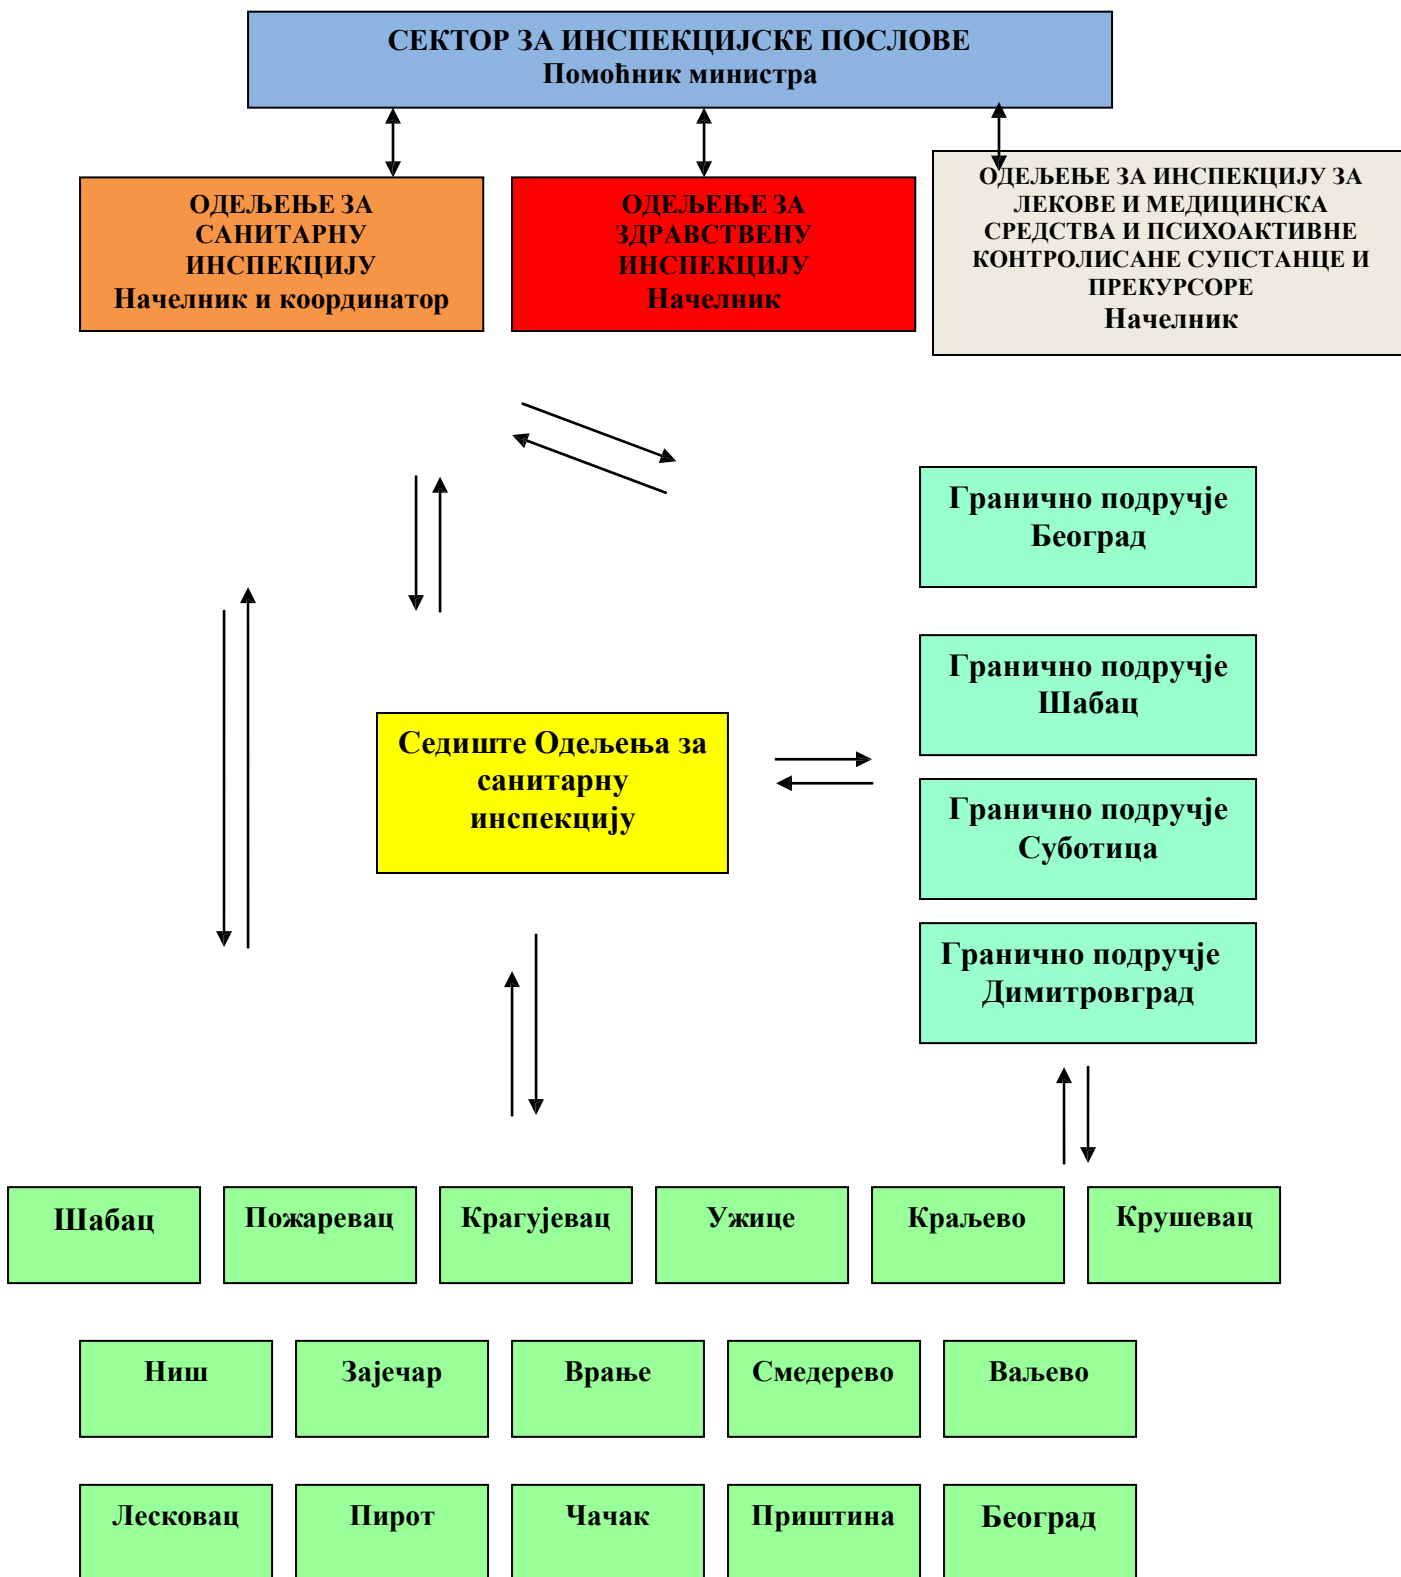 СЕКТОР ЗА ИНСПЕКЦИЈСКЕ ПОСЛОВЕ
Помоћник министра
ОДЕЉЕЊЕ ЗА
САНИТАРНУ
ИНСПЕКЦИЈУ
Начелник и координатор
ОДЕЉЕЊЕ ЗА
ЗДРАВСТВЕНУ
ИНСПЕКЦИЈУ
Начелник
ОДЕЉЕЊЕ ЗА ИНСПЕКЦИЈУ ЗА
ЛЕКОВЕ И МЕДИЦИНСКА
СРЕДСТВА И ПСИХОАКТИВНЕ
КОНТРОЛИСАНЕ СУПСТАНЦЕ И
ПРЕКУРСОРЕ
Начелник
Гранично подручје
Београд
Гранично подручје
Шабац
Седиште Одељења за
санитарну
инспекцију
Гранично подручје
Суботица
Гранично подручје
Димитровград
Шабац
Пожаревац
Крагујевац
Ужице
Краљево
Крушевац
Ниш
Зајечар
Врање
Смедерево
Ваљево
Лесковац
Пирот
Чачак
Приштина
Београд